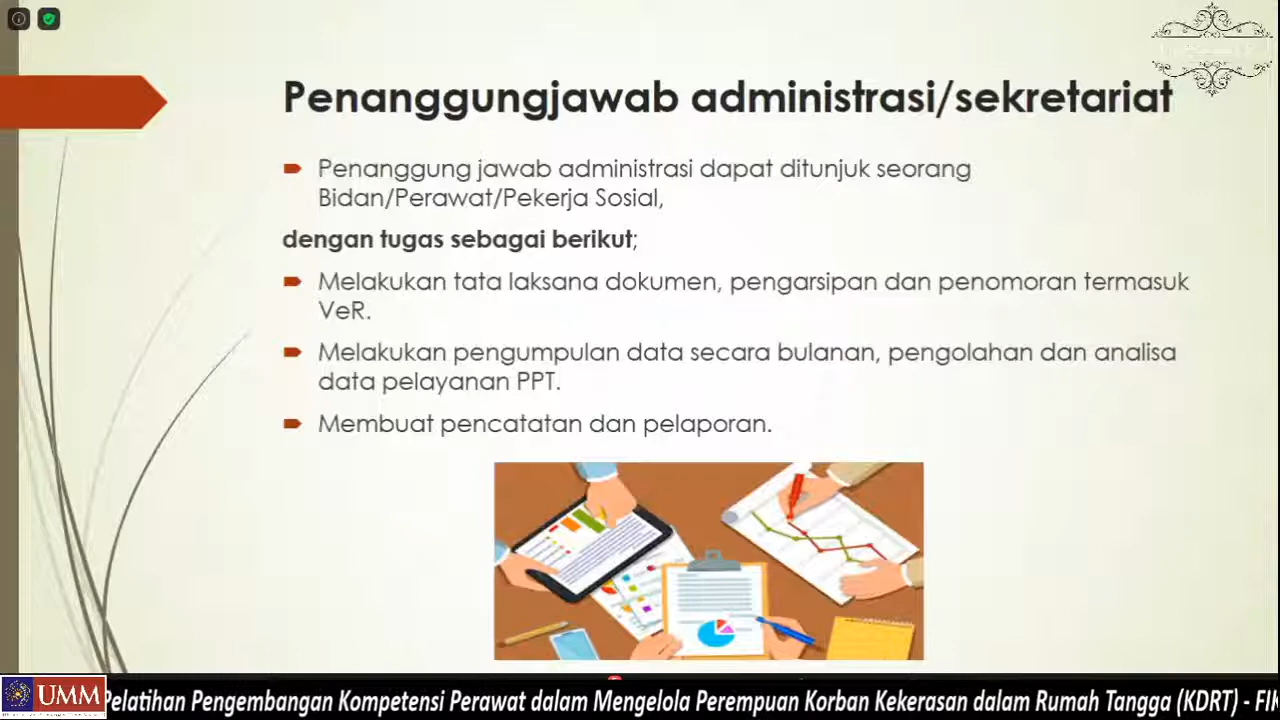 Penanggungjawab administrasi/sekretariat
Penanggung jawab administrasi dapat ditunjuk seorang
Bidan/Perawat/Pekerja Sosial,
dengan tugas sebagai berikut;
Melakukan tata laksana dokumen, pengarsipan dan penomoran termasuk
VeR.
Melakukan pengumpulan data secara bulanan, pengolahan dan analisa
data pelayanan PPT.
Membuat pencatatan dan pelaporan.
UMM
Pelatihan Pengembangan Kompetensi Perawat dalam Mengelola Perempuan Korban Kekerasan dalam Rumah Tangga (KDRT) - FIK